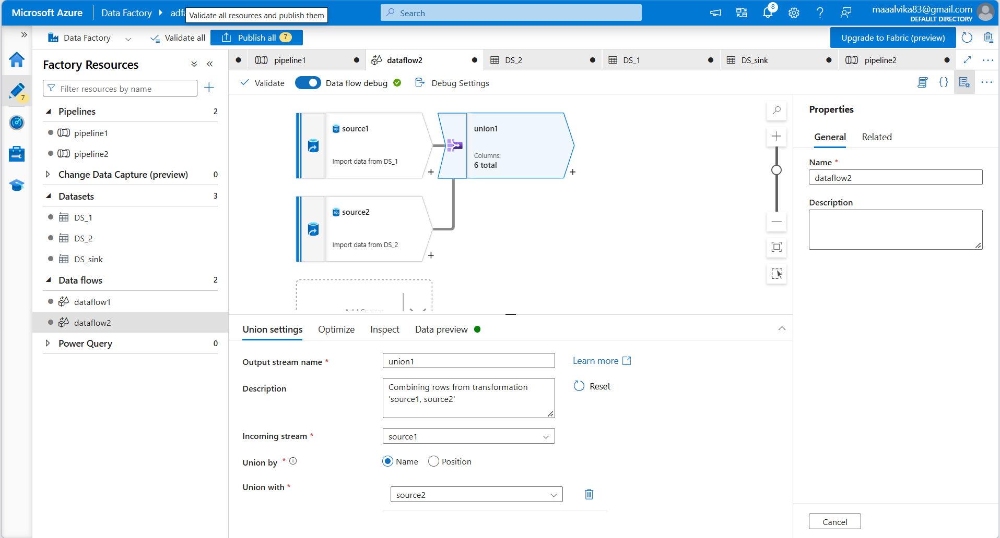 Microsoft Azure
Data Factory
Validate all resources and publish them
Search
8
maaalvika83@gmail.com
DEFAULT DIRECTORY
Data Factory
Validate all
Publish all 7
Upgrade to Fabric (preview)
7
Factory Resources
Filter resources by name
Pipelines 2
pipeline1
pipeline2
Change Data Capture (preview) 0
Datasets 3
DS_1
DS_2
DS_sink
Data flows 2
dataflow1
dataflow2
Power Query 0
pipeline1
dataflow2
DS_2
DS_1
DS_sink
pipeline2
Validate
Data flow debug
Debug Settings
source1
Import data from DS_1
+
union1
Columns:
6 total
+
source2
Import data from DS_2
+
Add Source
Union settings
Optimize
Inspect
Data preview
Output stream name *
union1
Learn more
Description
Combining rows from transformation
'source1, source2'
Reset
Incoming stream *
source1
Union by *
Name
Position
Union with *
source2
Properties
General
Related
Name *
dataflow2
Description
Cancel